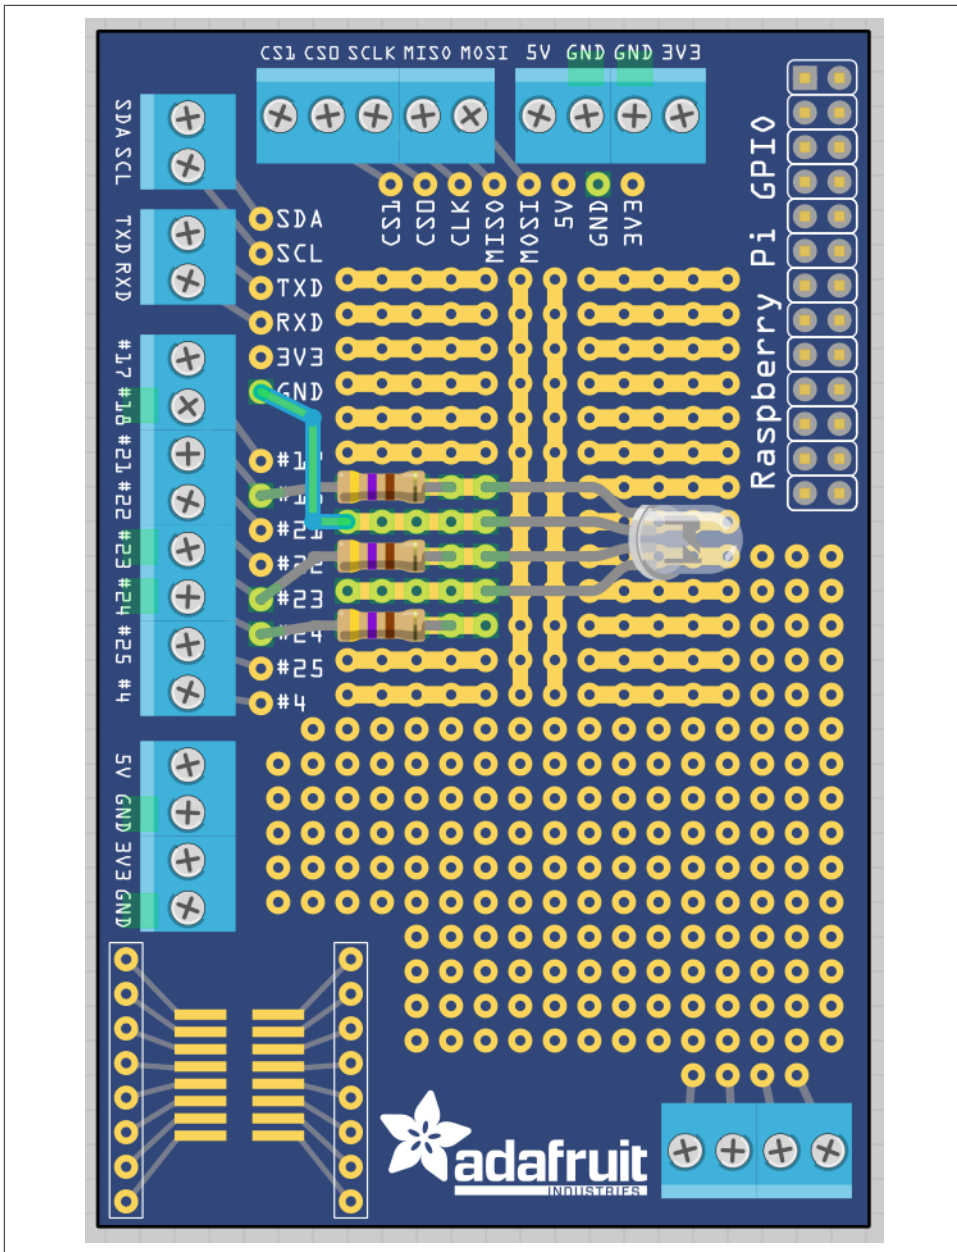 CS1 CS0 SCLK MISO MOSI 5V GND GND 3V3
SDA SCL
TXD RXD
#17 #18 #21 #22 #23 #24 #25 #4
5V GND 3V3 GND
CS1 CS0 CLK MISO MOSI 5V GND 3V3
SDA
SCL
TXD
RXD
3V3
GND
#21
#23
#24
#25
#4
Raspberry Pi GPIO
adafruit
INDUSTRIES